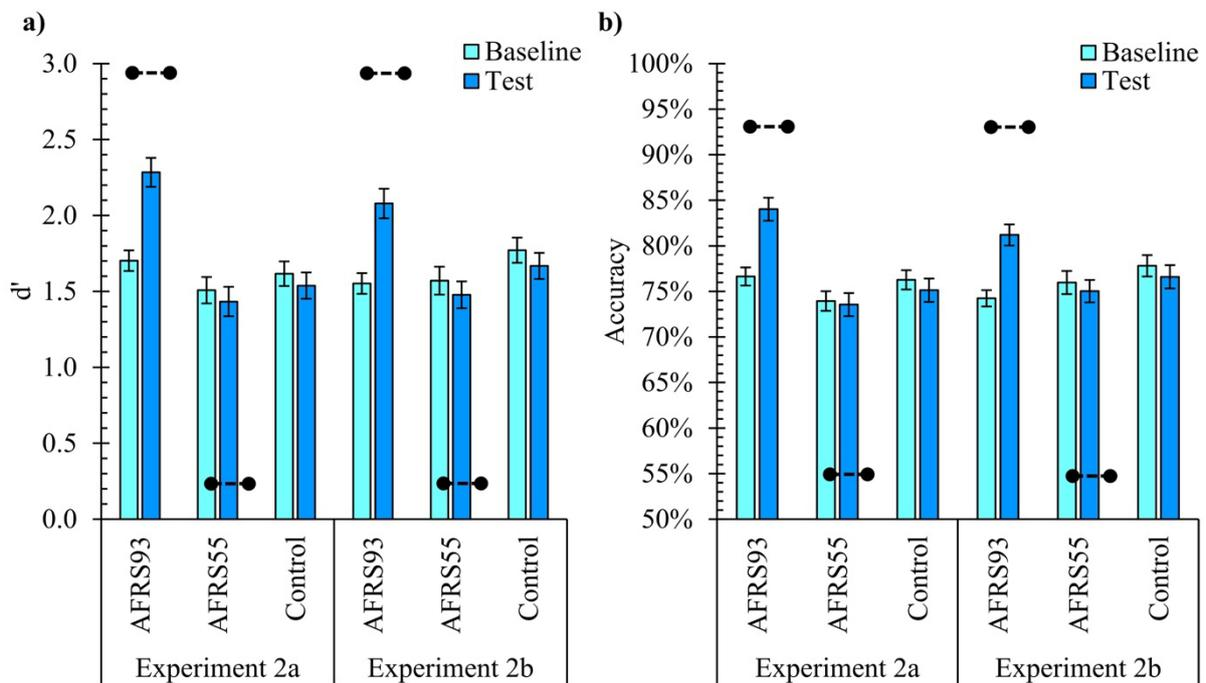 a)
Baseline
Test
3.0
2.5
2.0
1.5
1.0
0.5
0.0
d'
AFRS93
AFRS55
Control
AFRS93
AFRS55
Control
Experiment 2a
Experiment 2b
b)
Baseline
Test
100%
95%
90%
85%
80%
75%
70%
65%
60%
55%
50%
Accuracy
AFRS93
AFRS55
Control
AFRS93
AFRS55
Control
Experiment 2a
Experiment 2b